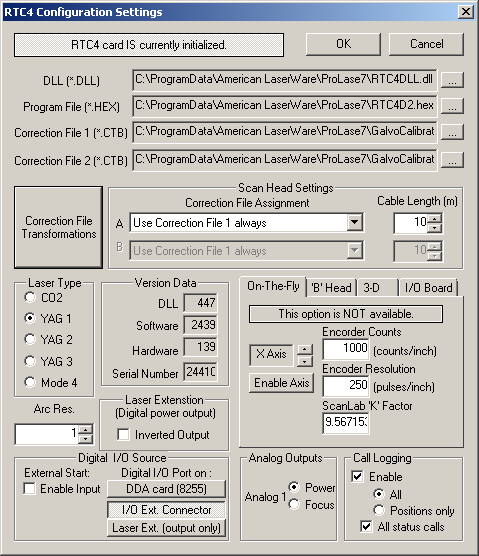 RTC4 Configuration Settings
RTC4 card IS currently initialized.
OK
Cancel
DLL (*.DLL)
C:\ProgramData\American LaserWare\ProLase7\RTC4DLL.dll
...
Program File (*.HEX)
C:\ProgramData\American LaserWare\ProLase7\RTC4D2.hex
...
Correction File 1 (*.CTB)
C:\ProgramData\American LaserWare\ProLase7\GalvoCalibrat
...
Correction File 2 (*.CTB)
C:\ProgramData\American LaserWare\ProLase7\GalvoCalibrat
...
Correction File
Transformations
Scan Head Settings
Correction File Assignment
Cable Length (m)
A
Use Correction File 1 always
10
B
Use Correction File 1 always
10
Laser Type
CO2
YAG 1
YAG 2
YAG 3
Mode 4
Version Data
DLL
447
Software
2439
Hardware
139
Serial Number
24410
On-The-Fly
'B' Head
3-D
I/O Board
This option is NOT available.
X Axis
Enable Axis
Encorder Counts
1000
(counts/inch)
Encoder Resolution
250
(pulses/inch)
ScanLab 'K' Factor
9.567153
Arc Res.
1
Laser Extenstion
(Digital power output)
Inverted Output
Digital I/O Source
External Start:
Enable Input
Digital I/O Port on :
DDA card (8255)
I/O Ext. Connector
Laser Ext. (output only)
Analog Outputs
Analog 1
Power
Focus
Call Logging
Enable
All
Positions only
All status calls